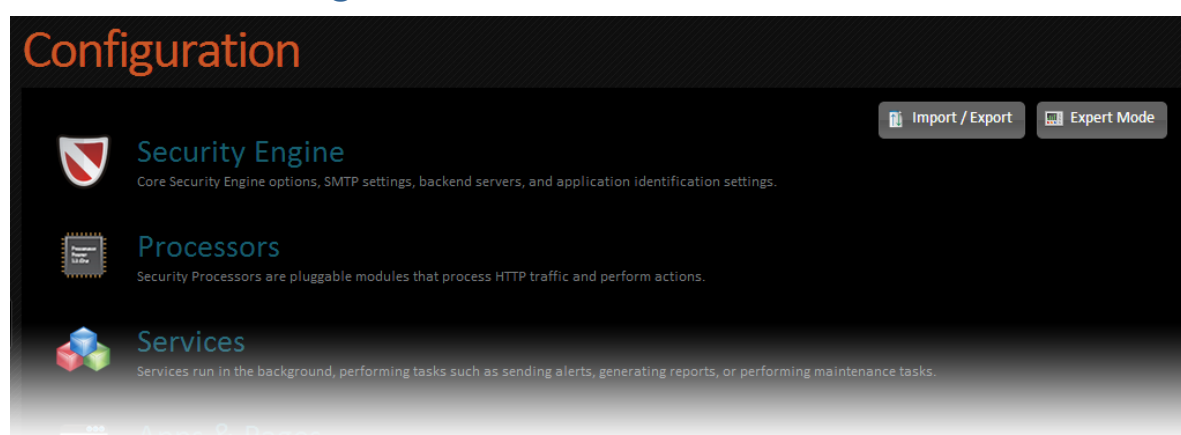 Configuration
Import / Export
Expert Mode
Security Engine
Core Security Engine options, SMTP settings, backend servers, and application identification settings.
Processors
Security Processors are pluggable modules that process HTTP traffic and perform actions.
Services
Services run in the background, performing tasks such as sending alerts, generating reports, or performing maintenance tasks.